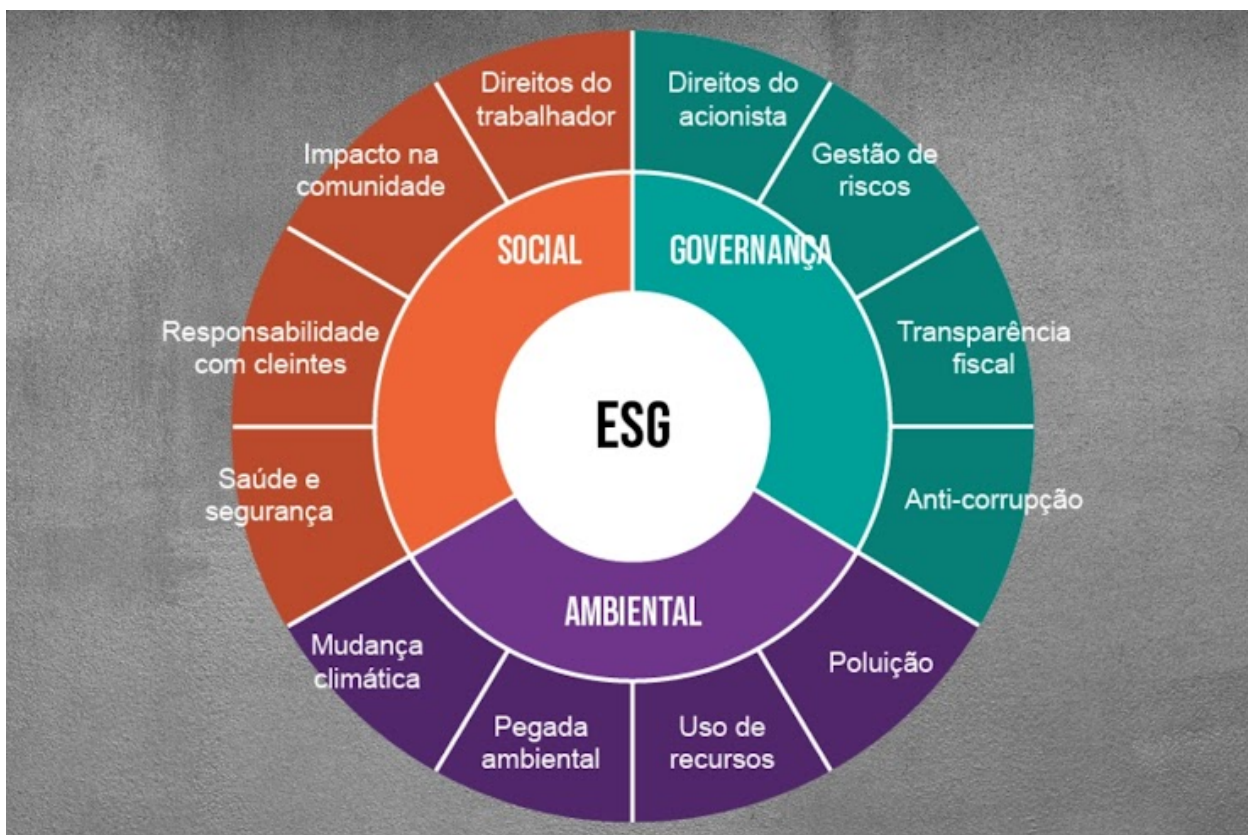 Direitos do
trabalhador
Direitos do
acionista
Impacto na
comunidade
Gestão de
riscos
SOCIAL
GOVERNANÇA
Responsabilidade
com cleintes
Transparência
fiscal
ESG
Saúde e
segurança
Anti-corrupção
AMBIENTAL
Mudança
climática
Poluição
Pegada
ambiental
Uso de
recursos